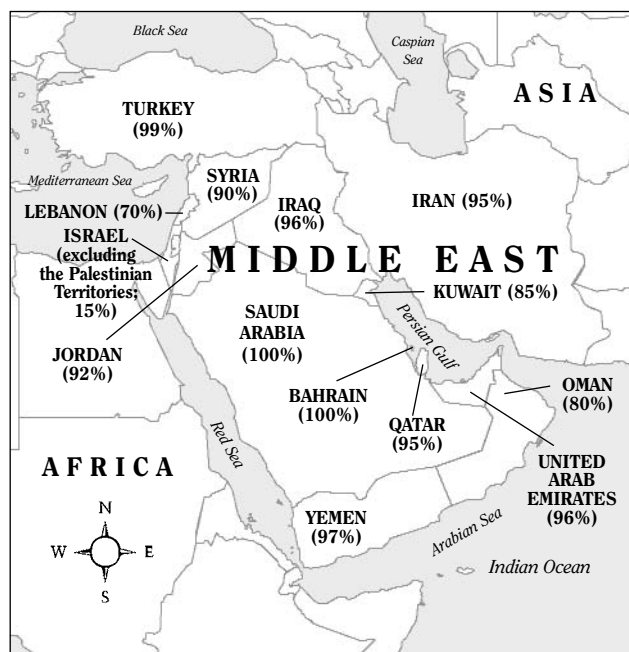 Black Sea
Caspian
Sea
ASIA
TURKEY
(99%)
Mediterranean Sea
SYRIA
(90%)
IRAQ
(96%)
IRAN (95%)
LEBANON (70%)
ISRAEL
(excluding
the Palestinian
Territories;
15%)
MIDDLE EAST
KUWAIT (85%)
JORDAN
(92%)
SAUDI
ARABIA
(100%)
Persian Gulf
BAHRAIN
(100%)
QATAR
(95%)
OMAN
(80%)
UNITED
ARAB
EMIRATES
(96%)
Red Sea
AFRICA
YEMEN
(97%)
Arabian Sea
Indian Ocean
N
W E
S